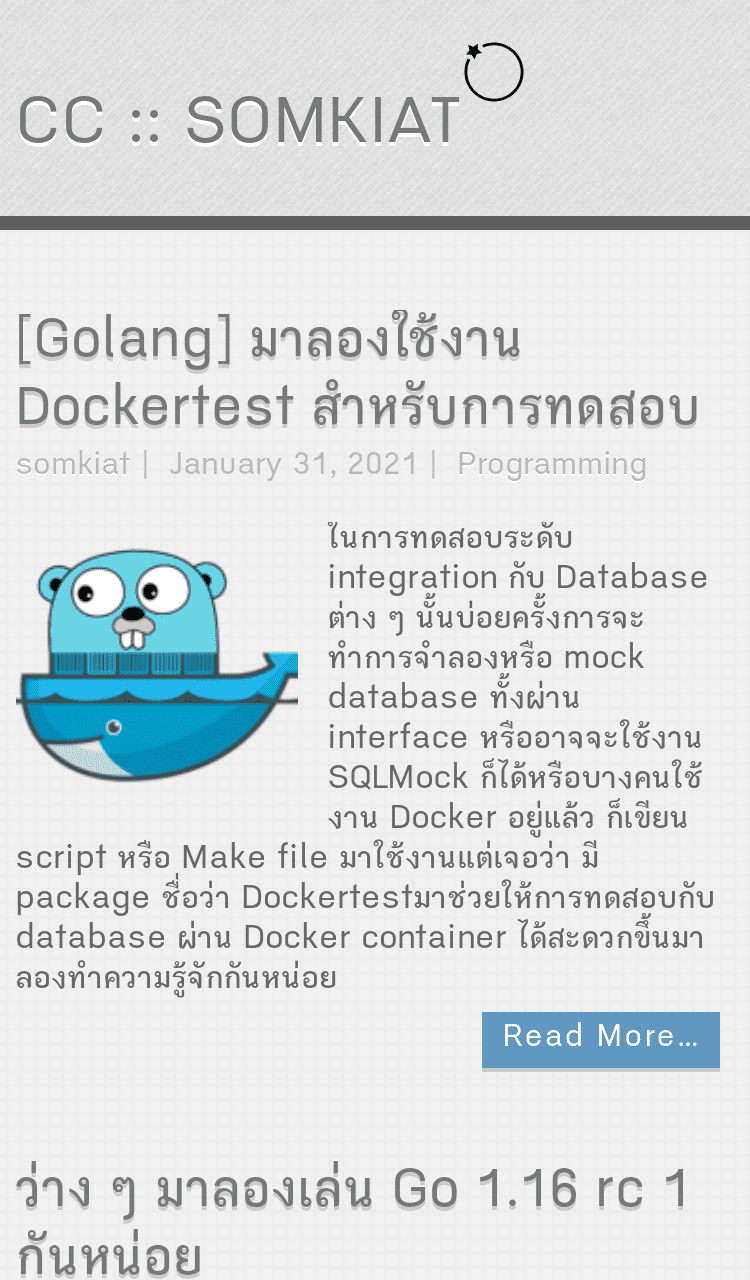 CC :: SOMKIAT
[Golang] มาลองใช้งาน
Dockertest สำหรับการทดสอบ
somkiat | January 31, 2021 | Programming
ในการทดสอบระดับ
integration กับ Database
ต่าง ๆ นั้นบ่อยครั้งการจะ
ทำการจำลองหรือ mock
database ทั้งผ่าน
interface หรืออาจจะใช้งาน
SQLMock ก็ได้หรือบางคนใช้
งาน Docker อยู่แล้ว ก็เขียน
script หรือ Make file มาใช้งานแต่เจอว่า มี
package ชื่อว่า Dockertestมาช่วยให้การทดสอบกับ
database ผ่าน Docker container ได้สะดวกขึ้นมา
ลองทำความรู้จักกันหน่อย
Read More…
ว่าง ๆ มาลองเล่น Go 1.16 rc 1
กันหน่อย